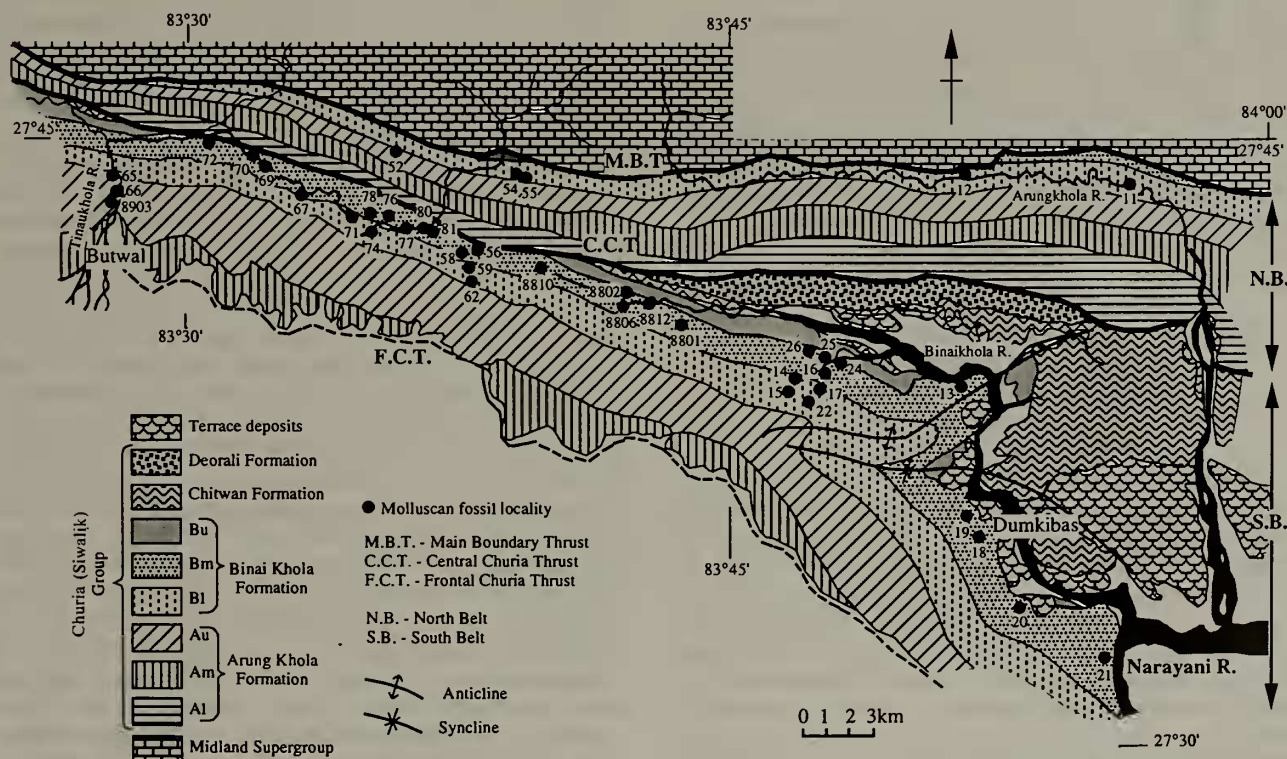 83°30'
83°45'
84°00'
27°45'
27°45'
M.B.T.
C.C.T.
F.C.T.
N.B.
S.B.
Tinaukhola R.
Butwal
Arungkhola R.
Binaikhola R.
Dumkibas
Narayani R.
72
70
69
67
65
66
8903
52
54
55
12
11
78
76
80
71
77
81
74
58
56
59
62
8810
8802
8806
8812
8801
26
25
16
24
14
15
17
22
13
19
18
20
21
83°30'
83°45'
27°30'
Churia (Siwalik)
Group
Terrace deposits
Deorali Formation
Chitwan Formation
Bu
Bm
Bl
Binai Khola
Formation
Au
Am
Al
Arung Khola
Formation
Midland Supergroup
Molluscan fossil locality
M.B.T. - Main Boundary Thrust
C.C.T. - Central Churia Thrust
F.C.T. - Frontal Churia Thrust
N.B. - North Belt
S.B. - South Belt
Anticline
Syncline
0 1 2 3km